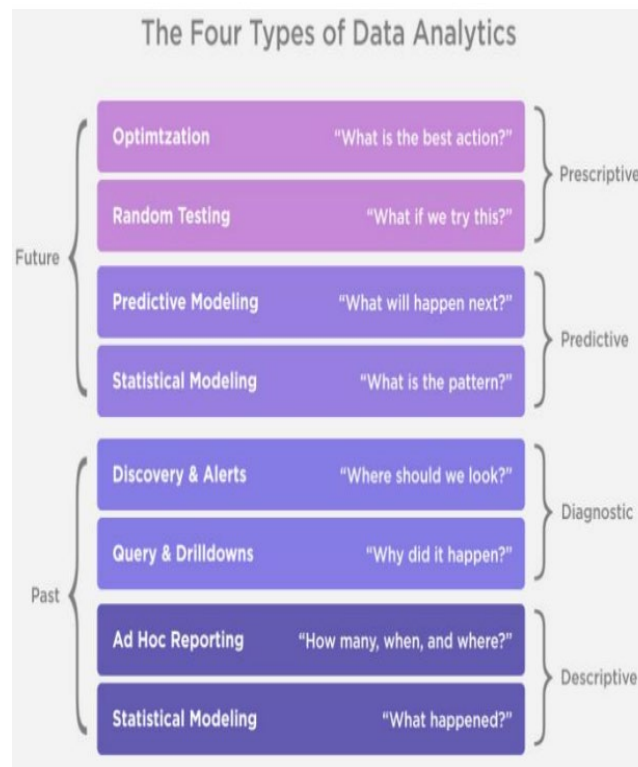 The Four Types of Data Analytics
Optimtzation "What is the best action?"
Random Testing "What if we try this?"
Prescriptive
Future
Predictive Modeling "What will happen next?"
Statistical Modeling "What is the pattern?"
Predictive
Discovery & Alerts "Where should we look?"
Query & Drilldowns "Why did it happen?"
Diagnostic
Past
Ad Hoc Reporting "How many, when, and where?"
Statistical Modeling "What happened?"
Descriptive